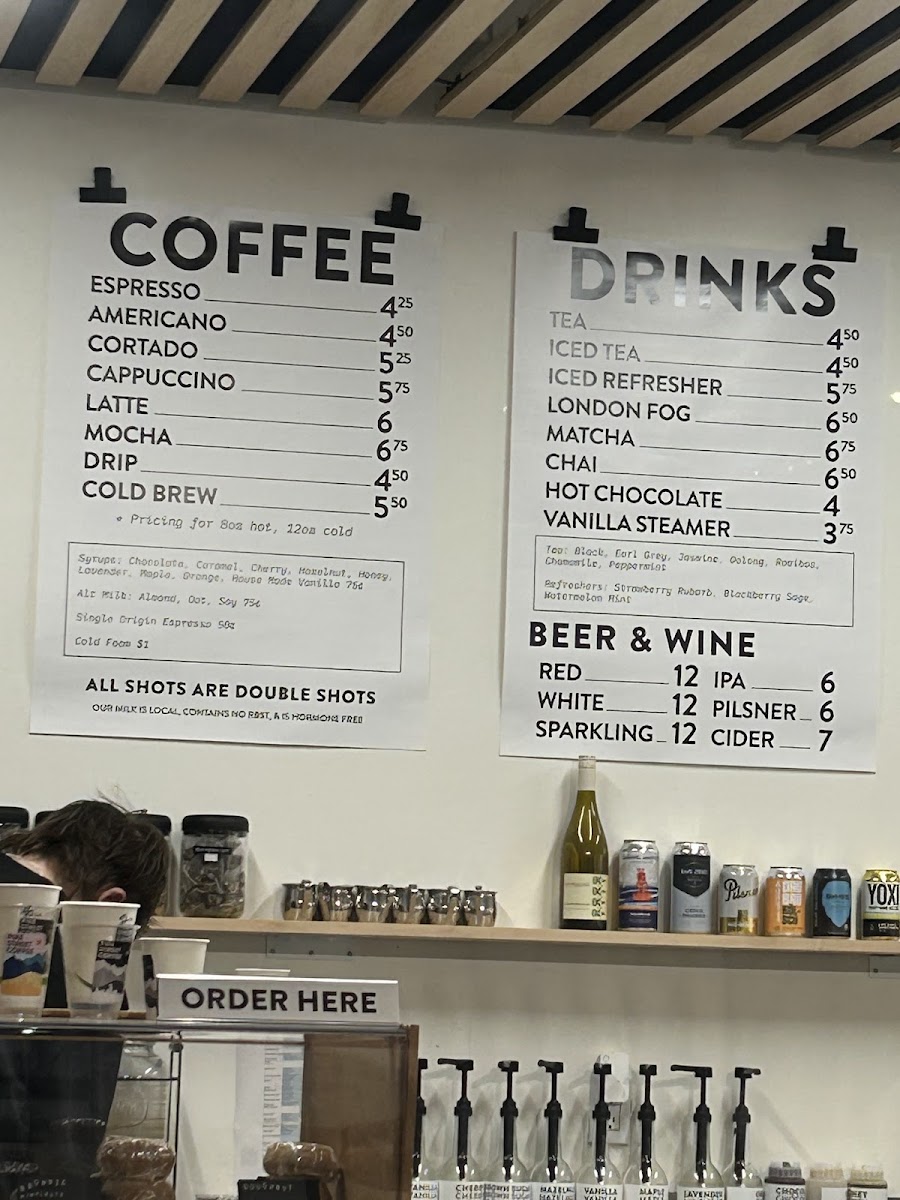 COFFEE
ESPRESSO 4.25
AMERICANO 4.50
CORTADO 5.25
CAPPUCCINO 5.75
LATTE 6
MOCHA 6.75
DRIP 4.50
COLD BREW 5.50
* Pricing for 8oz hot, 12oz cold
Syrups: Chocolate, Caramel, Cherry, Hazelnut, Honey,
Lavender, Maple, Orange, House Made Vanilla 75¢
Alt Milk: Almond, Oat, Soy 75¢
Single Origin Espresso 50¢
Cold Foam $1
ALL SHOTS ARE DOUBLE SHOTS
OUR MILK IS LOCAL, CONTAINS NO RBST, & IS HORMONE FREE
DRINKS
TEA 4.50
ICED TEA 4.50
ICED REFRESHER 5.75
LONDON FOG 6.50
MATCHA 6.75
CHAI 6.50
HOT CHOCOLATE 4
VANILLA STEAMER 3.75
Tea: Black, Earl Grey, Jasmine, Oolong, Rooibos,
Chamomile, Peppermint
Refreshers: Strawberry Rubarb, Blackberry Sage,
Watermelon Mint
BEER & WINE
RED 12 IPA 6
WHITE 12 PILSNER 6
SPARKLING 12 CIDER 7
Pilsner
YOXI
ORDER HERE
VANILLA
MAPLE
LAVENDER